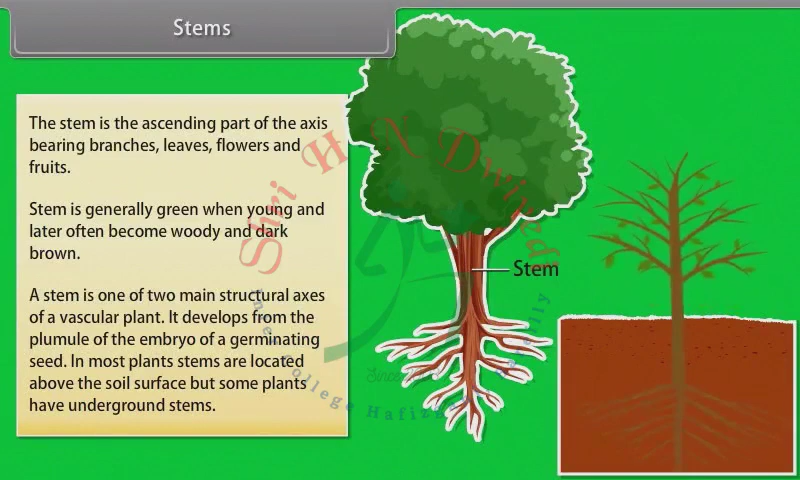 Stems
The stem is the ascending part of the axis
bearing branches, leaves, flowers and
fruits.
Stem is generally green when young and
later often become woody and dark
brown.
A stem is one of two main structural axes
of a vascular plant. It develops from the
plumule of the embryo of a germinating
seed. In most plants stems are located
above the soil surface but some plants
have underground stems.
Stem
Shri H N Dwivedi
College